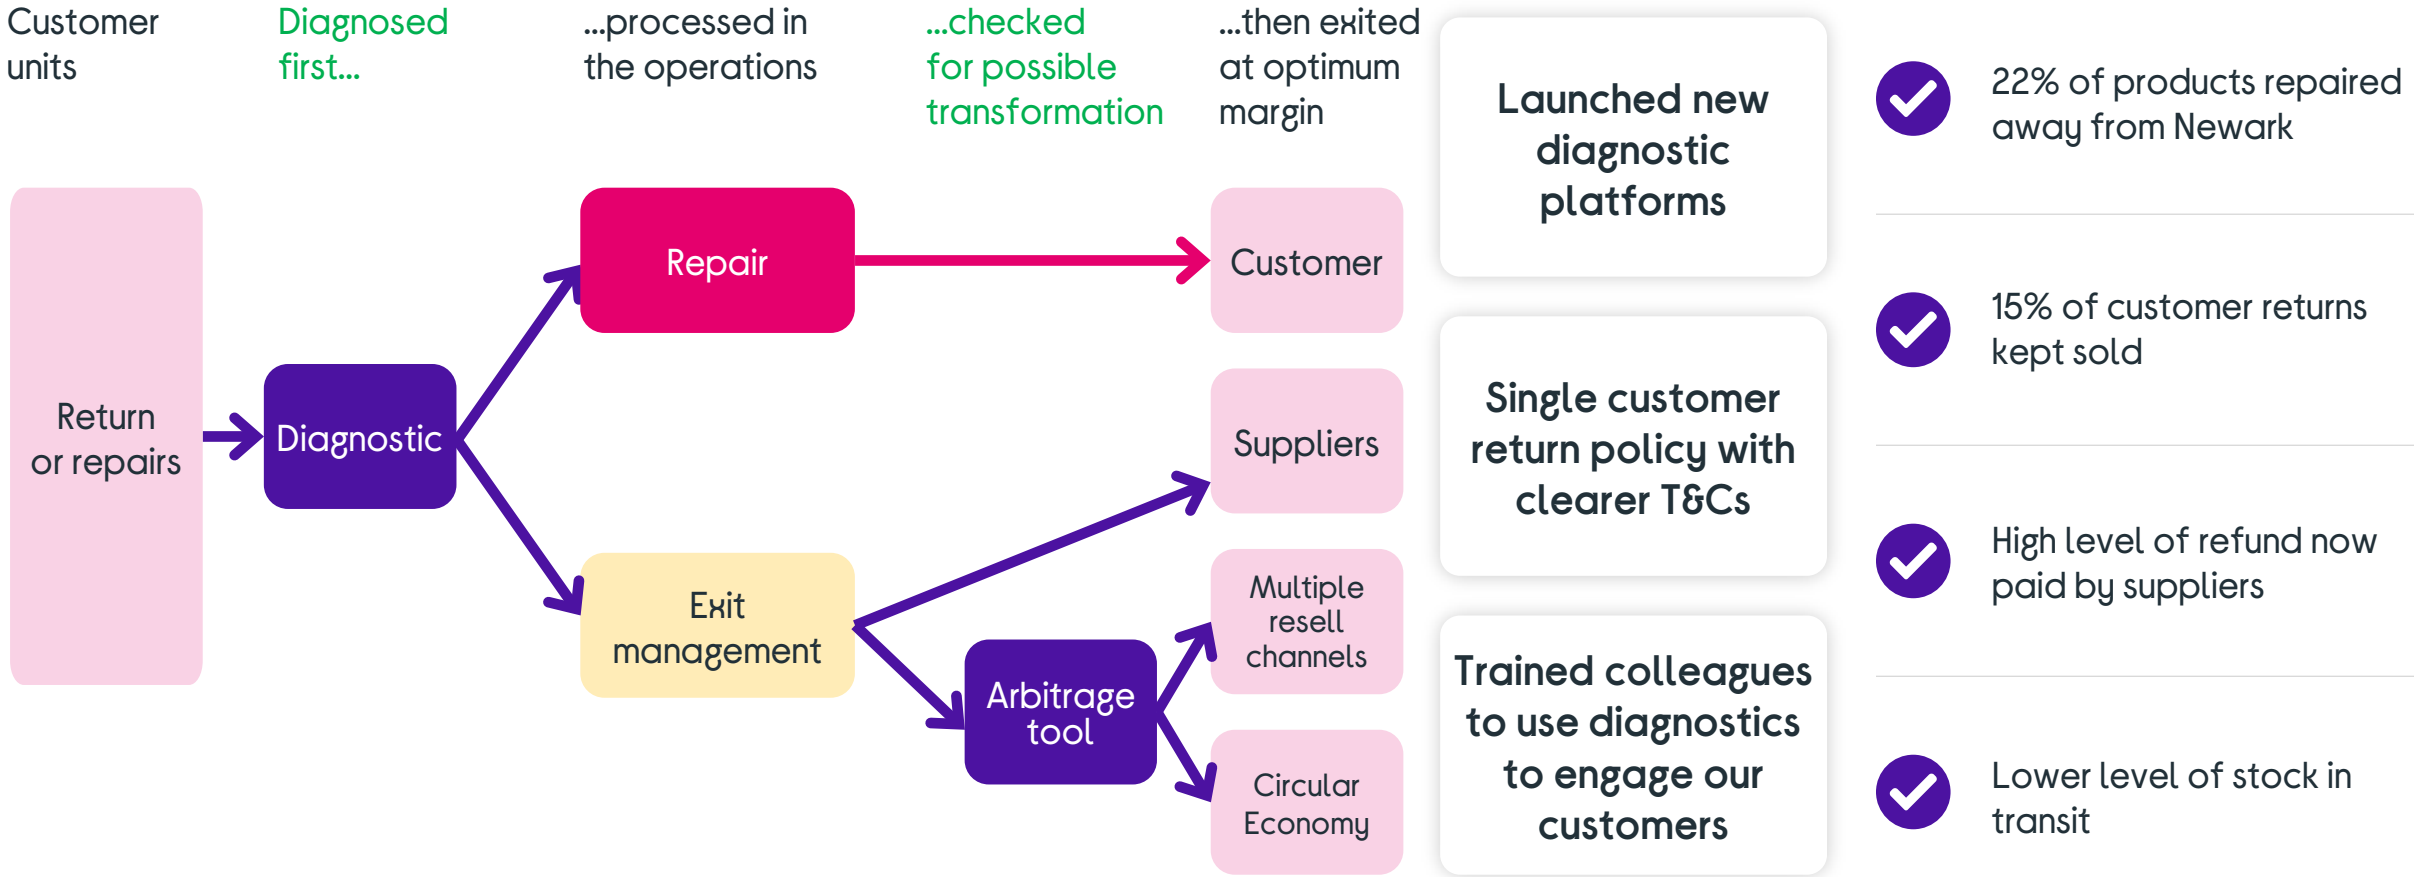 Customer
units
Diagnosed
first...
...processed in
the operations
...checked
for possible
transformation
...then exited
at optimum
margin
Return
or repairs
Diagnostic
Repair
Exit
management
Arbitrage
tool
Customer
Suppliers
Multiple
resell
channels
Circular
Economy
Launched new
diagnostic
platforms
Single customer
return policy with
clearer T&Cs
Trained colleagues
to use diagnostics
to engage our
customers
22% of products repaired
away from Newark
15% of customer returns
kept sold
High level of refund now
paid by suppliers
Lower level of stock in
transit